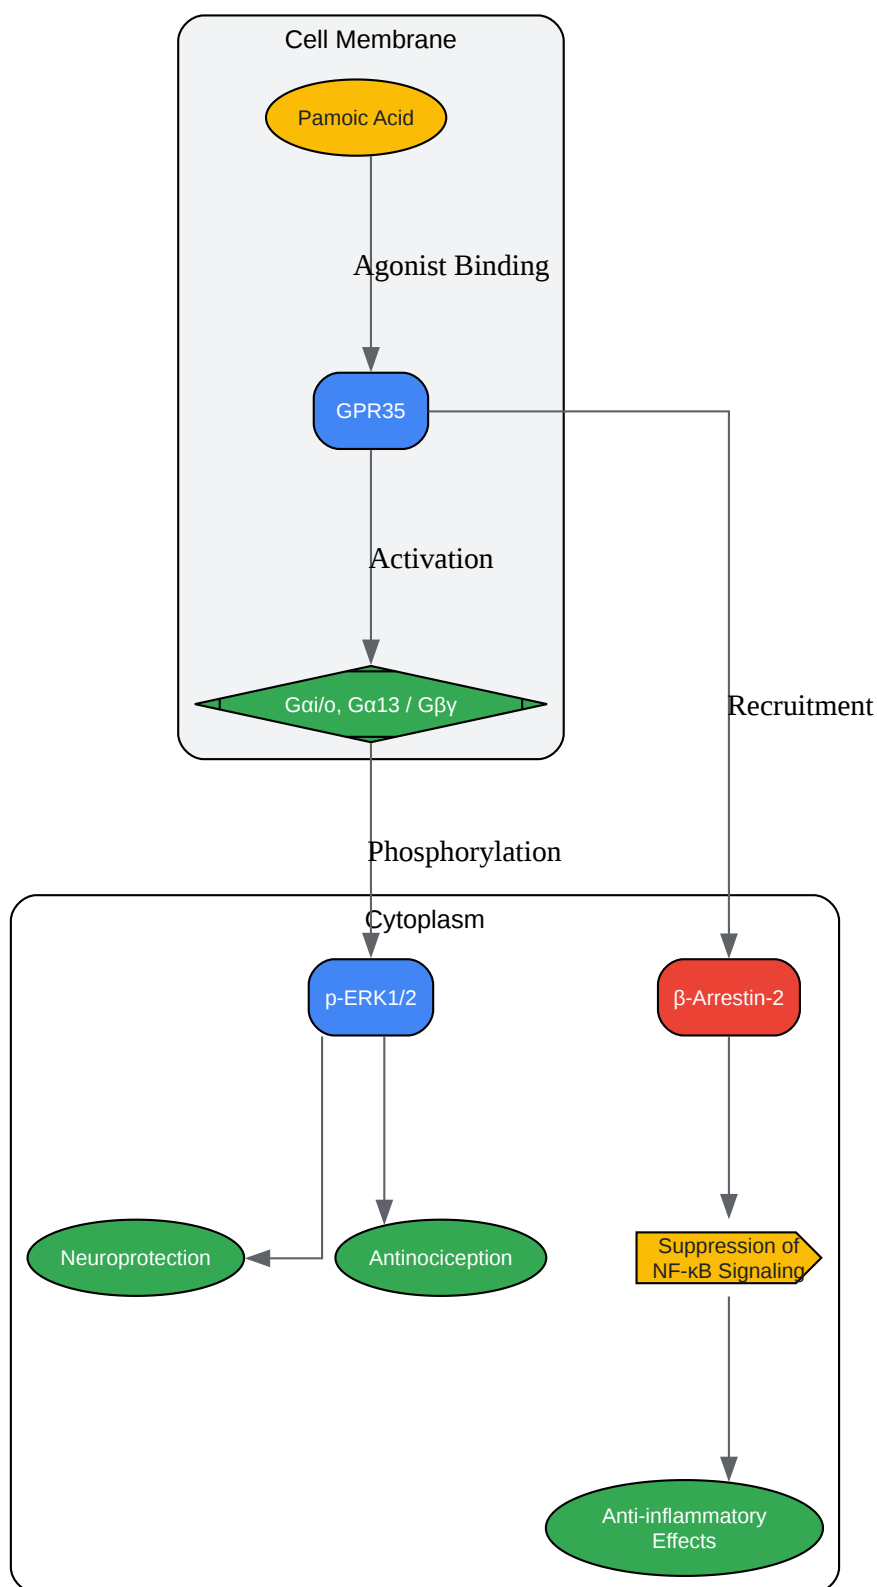 Cell Membrane
Pamoic Acid
Agonist Binding
GPR35
Activation
Gαi/o, Gα13 / Gβγ
Recruitment
Phosphorylation
Cytoplasm
p-ERK1/2
β-Arrestin-2
Neuroprotection
Antinociception
Suppression of
NF-κB Signaling
Anti-inflammatory
Effects